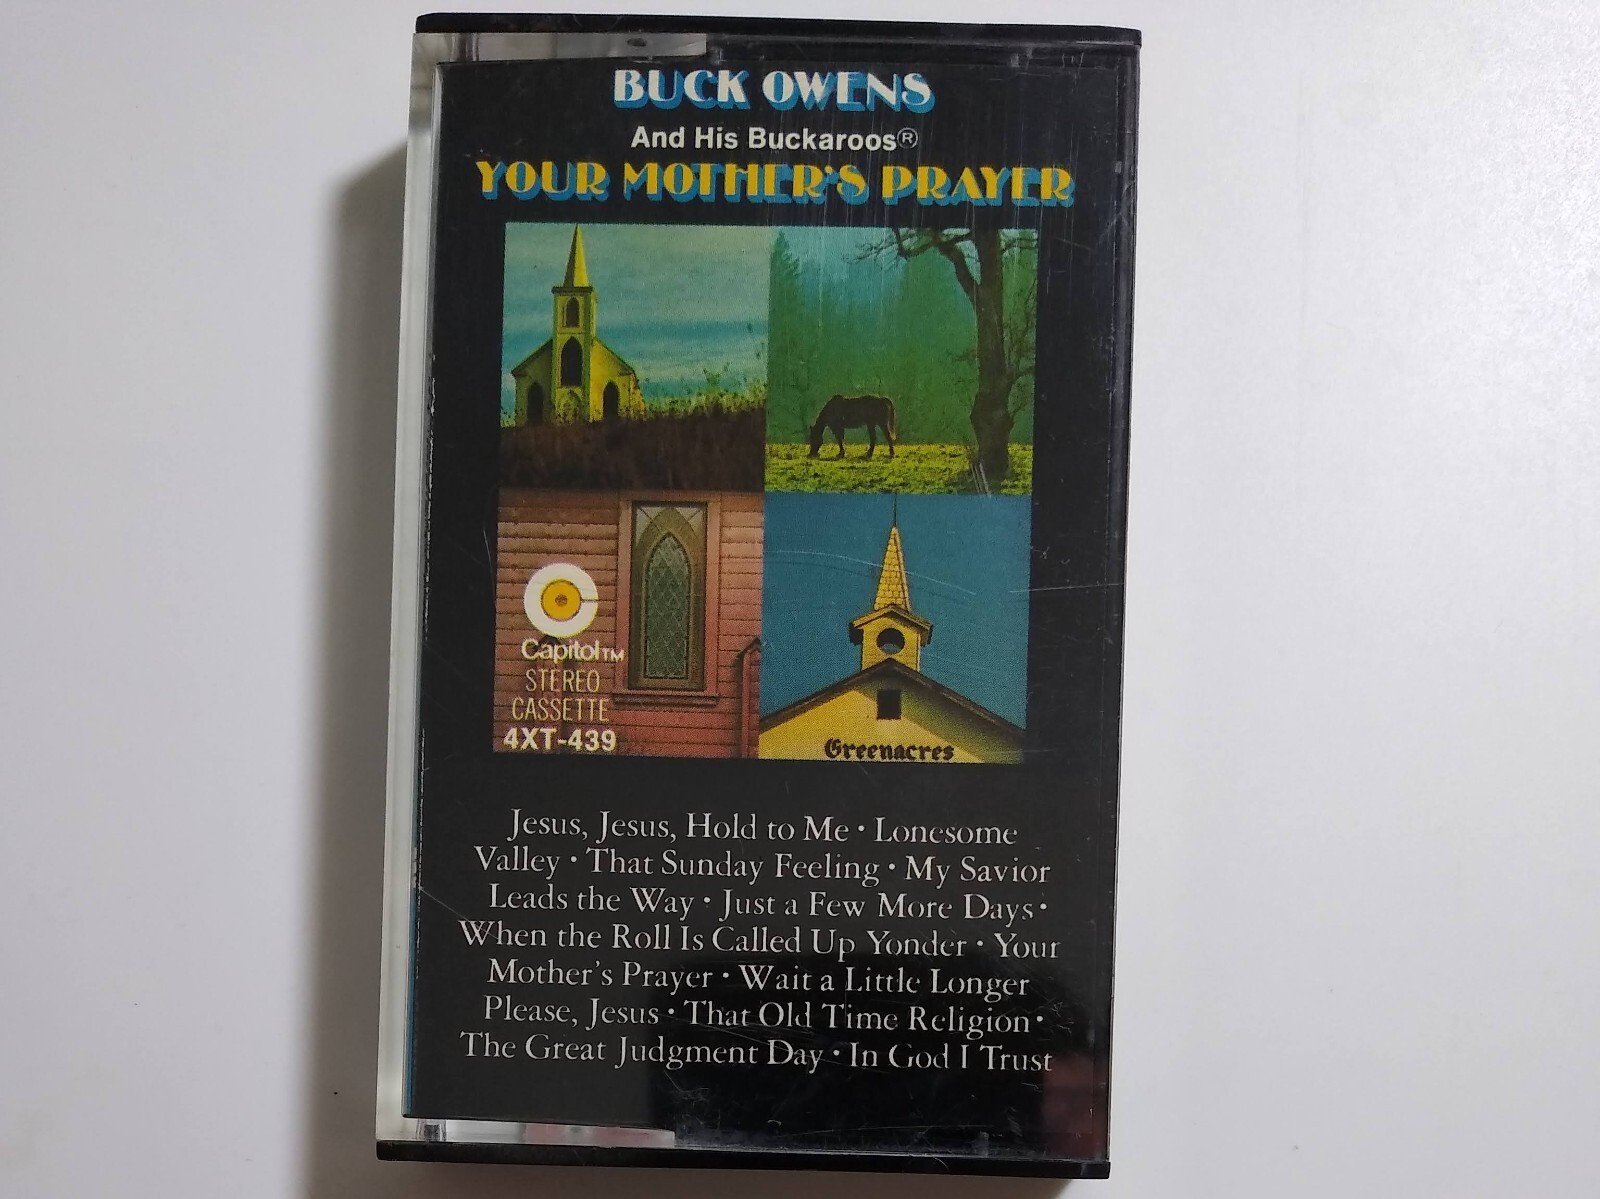 BUCK OWENS
And His Buckaroos®
YOUR MOTHER'S PRAYER
Capitol TM
STEREO
CASSETTE
4XT-439
Greenacres
Jesus, Jesus, Hold to Me • Lonesome
Valley • That Sunday Feeling • My Savior
Leads the Way • Just a Few More Days •
When the Roll Is Called Up Yonder • Your
Mother's Prayer • Wait a Little Longer
Please, Jesus • That Old Time Religion •
The Great Judgment Day • In God I Trust